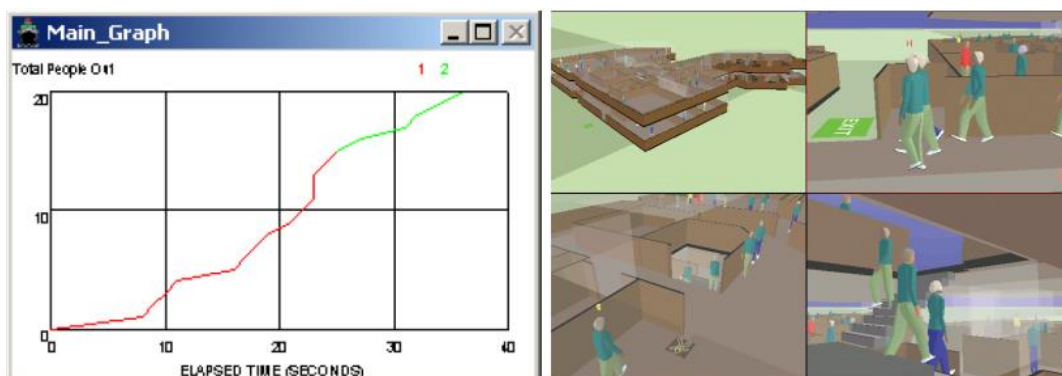 Main_Graph
Total People Out
1 2
20
10
0
0 10 20 30 40
ELAPSED TIME (SECONDS)
EXIT